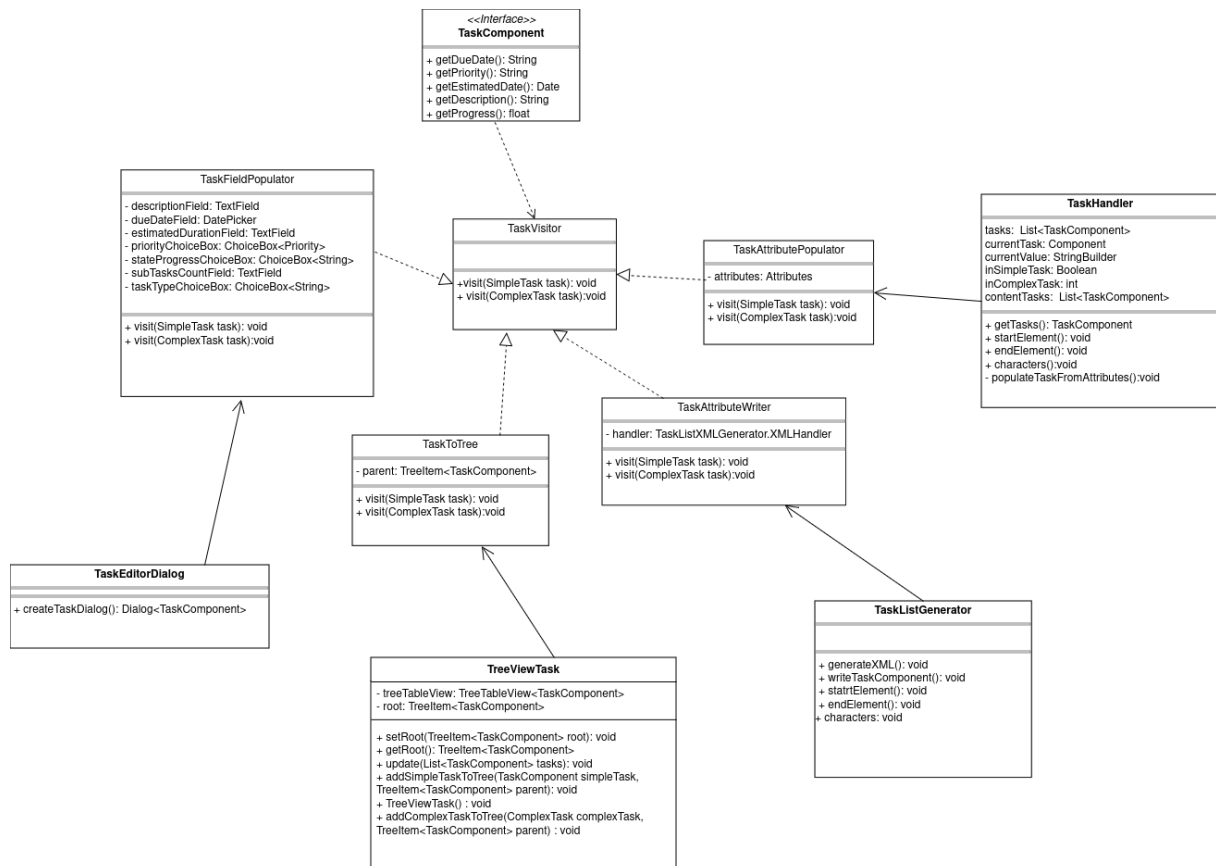 <<Interface>>
TaskComponent
+ getDueDate(): String
+ getPriority(): String
+ getEstimatedDate(): Date
+ getDescription(): String
+ getProgress(): float
TaskFieldPopulator
- descriptionField: TextField
- dueDateField: DatePicker
- estimatedDurationField: TextField
- priorityChoiceBox: ChoiceBox<Priority>
- stateProgressChoiceBox: ChoiceBox<String>
- subTasksCountField: TextField
- taskTypeChoiceBox: ChoiceBox<String>
+ visit(SimpleTask task): void
+ visit(ComplexTask task):void
TaskVisitor
+visit(SimpleTask task): void
+ visit(ComplexTask task):void
TaskAttributePopulator
- attributes: Attributes
+ visit(SimpleTask task): void
+ visit(ComplexTask task):void
TaskHandler
tasks: List<TaskComponent>
currentTask: Component
currentValue: StringBuilder
inSimpleTask: Boolean
inComplexTask: int
contentTasks: List<TaskComponent>
+ getTasks(): TaskComponent
+ startElement(): void
+ endElement(): void
+ characters():void
- populateTaskFromAttributes():void
TaskToTree
- parent: TreeItem<TaskComponent>
+ visit(SimpleTask task): void
+ visit(ComplexTask task):void
TaskAttributeWriter
- handler: TaskListXMLGenerator.XMLHandler
+ visit(SimpleTask task): void
+ visit(ComplexTask task):void
TaskEditorDialog
+ createTaskDialog(): Dialog<TaskComponent>
TreeViewTask
- treeTableView: TreeTableView<TaskComponent>
- root: TreeItem<TaskComponent>
+ setRoot(TreeItem<TaskComponent> root): void
+ getRoot(): TreeItem<TaskComponent>
+ update(List<TaskComponent> tasks): void
+ addSimpleTaskToTree(TaskComponent simpleTask,
TreeItem<TaskComponent> parent): void
+ TreeViewTask() : void
+ addComplexTaskToTree(ComplexTask complexTask,
TreeItem<TaskComponent> parent) : void
TaskListGenerator
+ generateXML(): void
+ writeTaskComponent(): void
+ statrtElement(): void
+ endElement(): void
+ characters: void